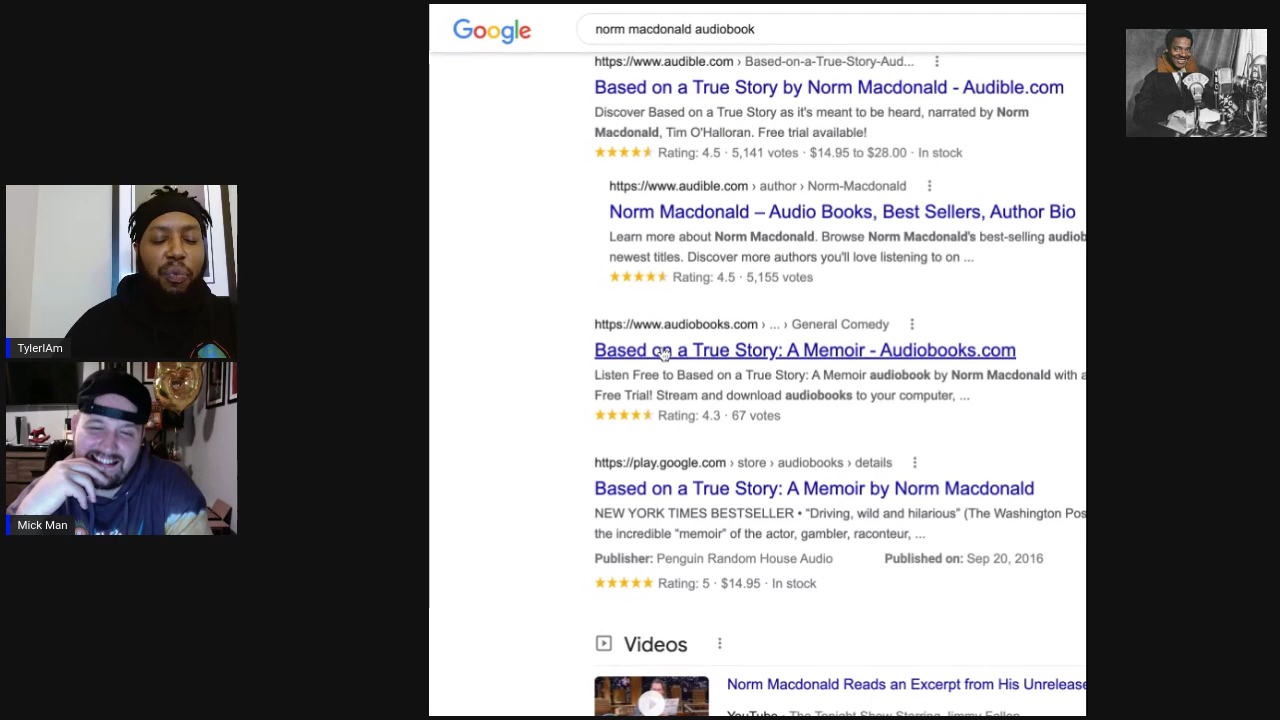 Google
norm macdonald audiobook
https://www.audible.com › Based-on-a-True-Story-Aud...
Based on a True Story by Norm Macdonald - Audible.com
Discover Based on a True Story as it's meant to be heard, narrated by Norm
Macdonald, Tim O'Halloran. Free trial available!
Rating: 4.5 · 5,141 votes · $14.95 to $28.00 · In stock
https://www.audible.com › author › Norm-Macdonald
Norm Macdonald – Audio Books, Best Sellers, Author Bio
Learn more about Norm Macdonald. Browse Norm Macdonald's best-selling audiob
newest titles. Discover more authors you'll love listening to on ...
Rating: 4.5 · 5,155 votes
https://www.audiobooks.com › ... › General Comedy
Based on a True Story: A Memoir - Audiobooks.com
Listen Free to Based on a True Story: A Memoir audiobook by Norm Macdonald with a
Free Trial! Stream and download audiobooks to your computer, ...
Rating: 4.3 · 67 votes
https://play.google.com › store › audiobooks › details
Based on a True Story: A Memoir by Norm Macdonald
NEW YORK TIMES BESTSELLER • “Driving, wild and hilarious” (The Washington Pos
the incredible “memoir” of the actor, gambler, raconteur, ...
Publisher: Penguin Random House Audio Published on: Sep 20, 2016
Rating: 5 · $14.95 · In stock
Videos
Norm Macdonald Reads an Excerpt from His Unrelease
YouTube · The Tonight Show Starring Jimmy Fallon
TylerIAm
Mick Man